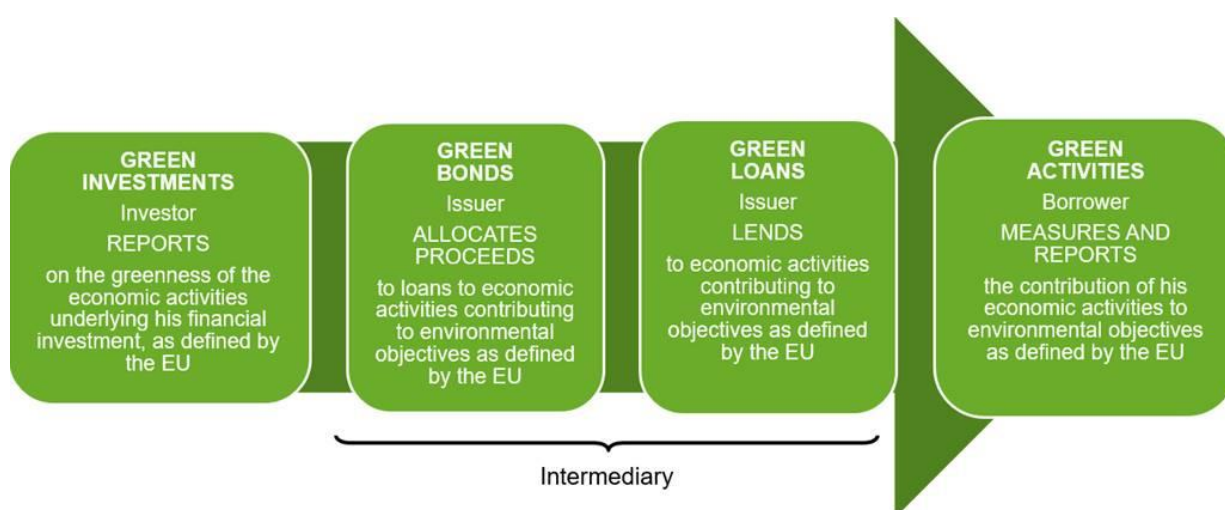 GREEN
INVESTMENTS
Investor
REPORTS
on the greenness of the
economic activities
underlying his financial
investment, as defined by
the EU
GREEN
BONDS
Issuer
ALLOCATES
PROCEEDS
to loans to economic
activities contributing
to environmental
objectives as defined
by the EU
GREEN
LOANS
Issuer
LENDS
to economic activities
contributing to
environmental
objectives as defined
by the EU
GREEN
ACTIVITIES
Borrower
MEASURES AND
REPORTS
the contribution of his
economic activities to
environmental objectives
as defined by the EU
Intermediary